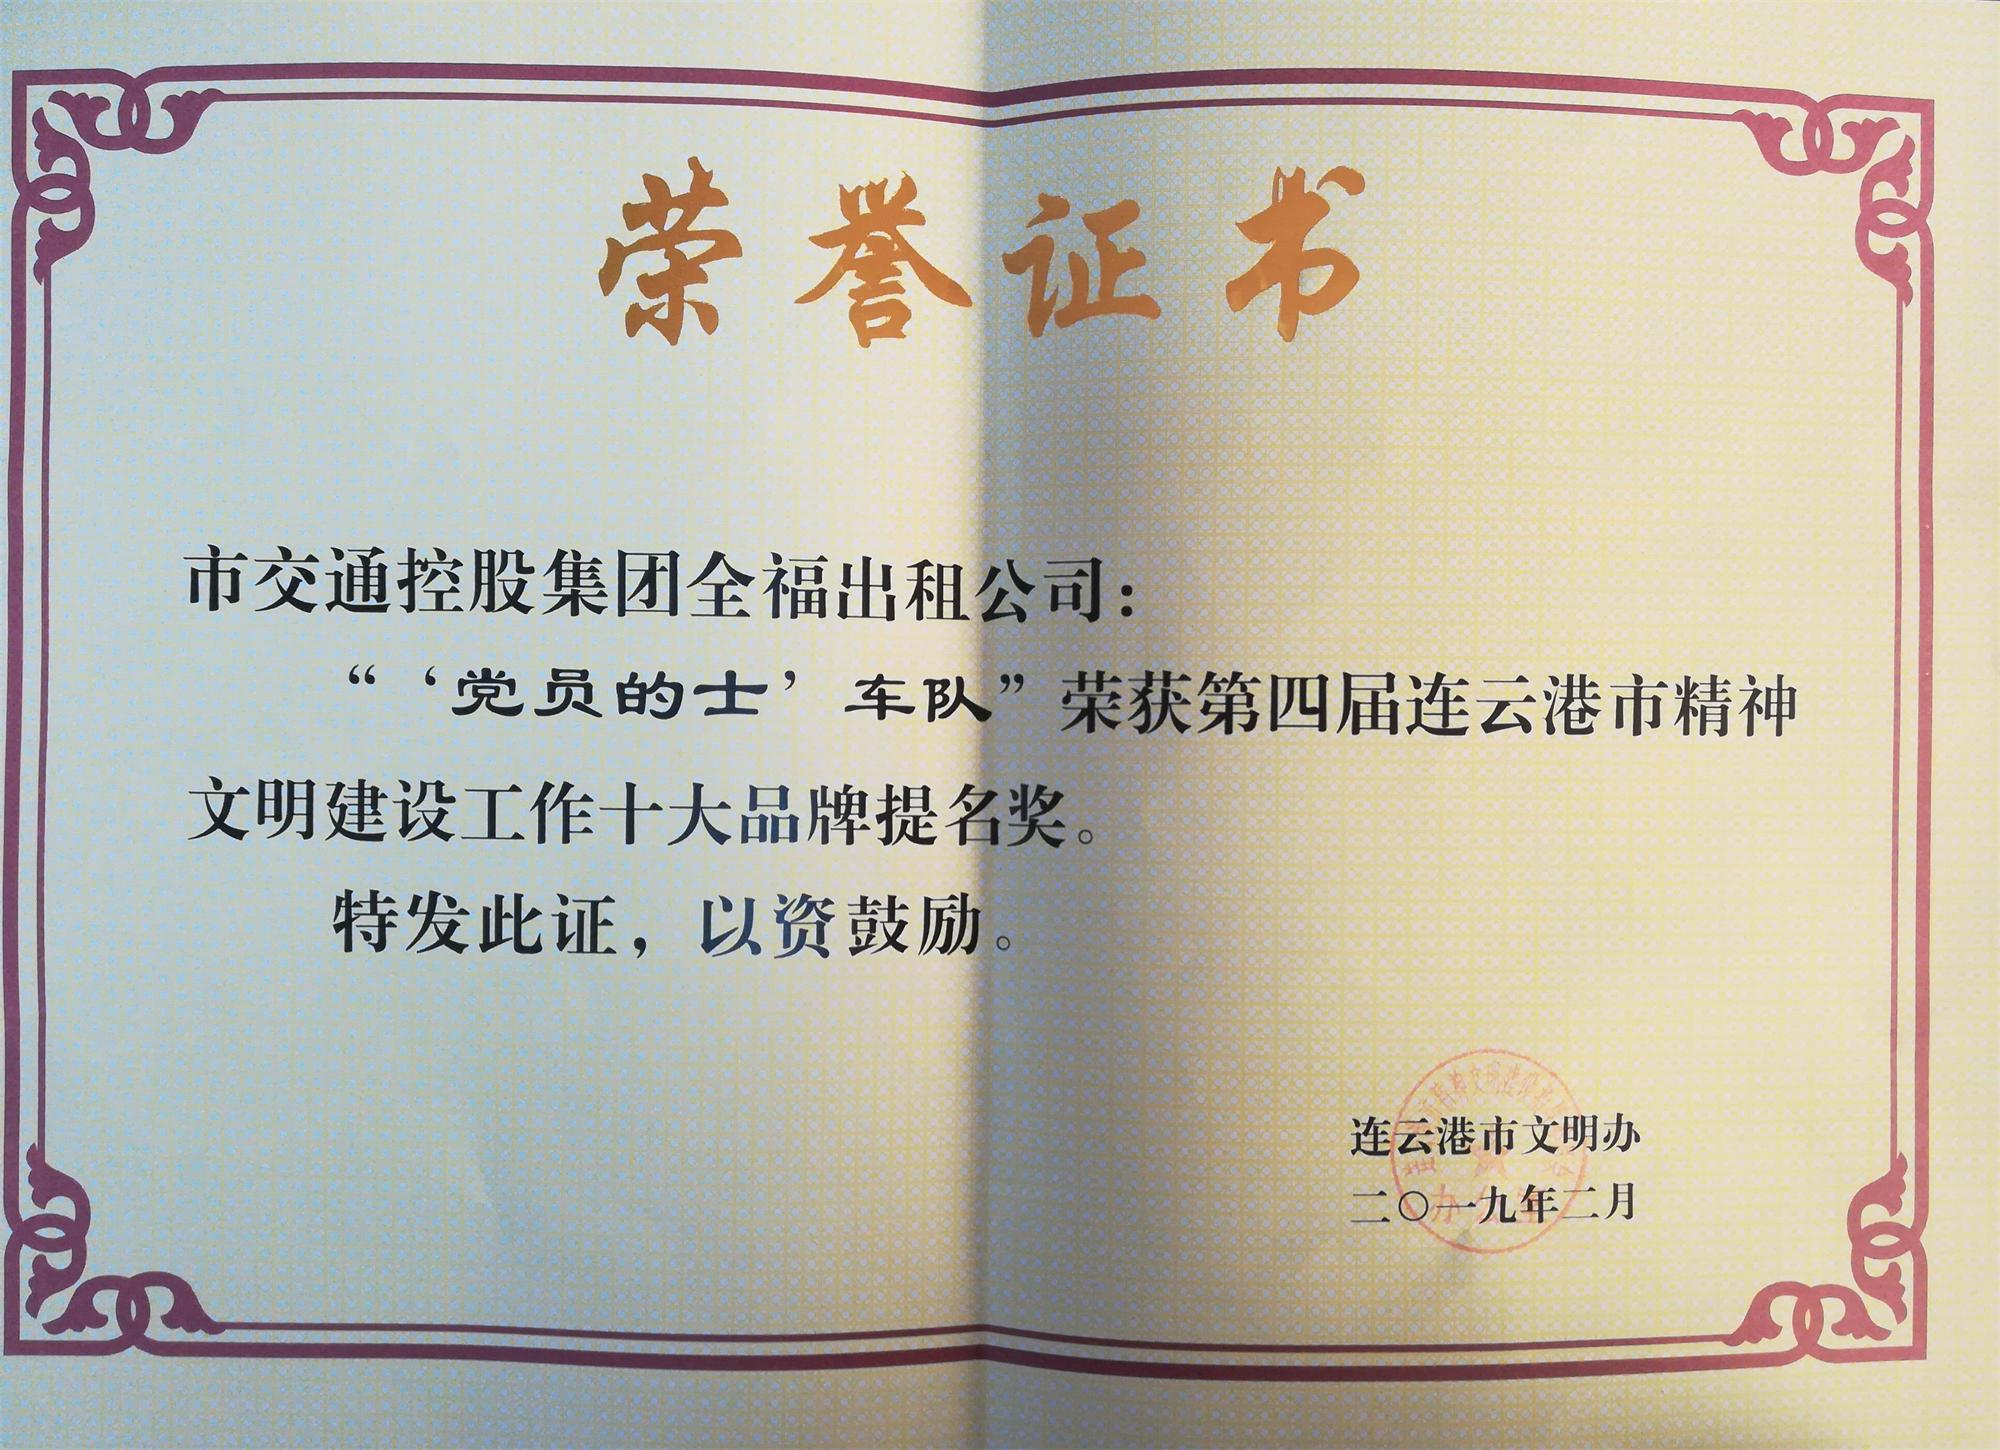 荣誉证书
市交通控股集团全福出租公司：
“‘党员的士’车队”荣获第四届连云港市精神
文明建设工作十大品牌提名奖。
特发此证，以资鼓励。
连云港市文明办
二〇一九年二月